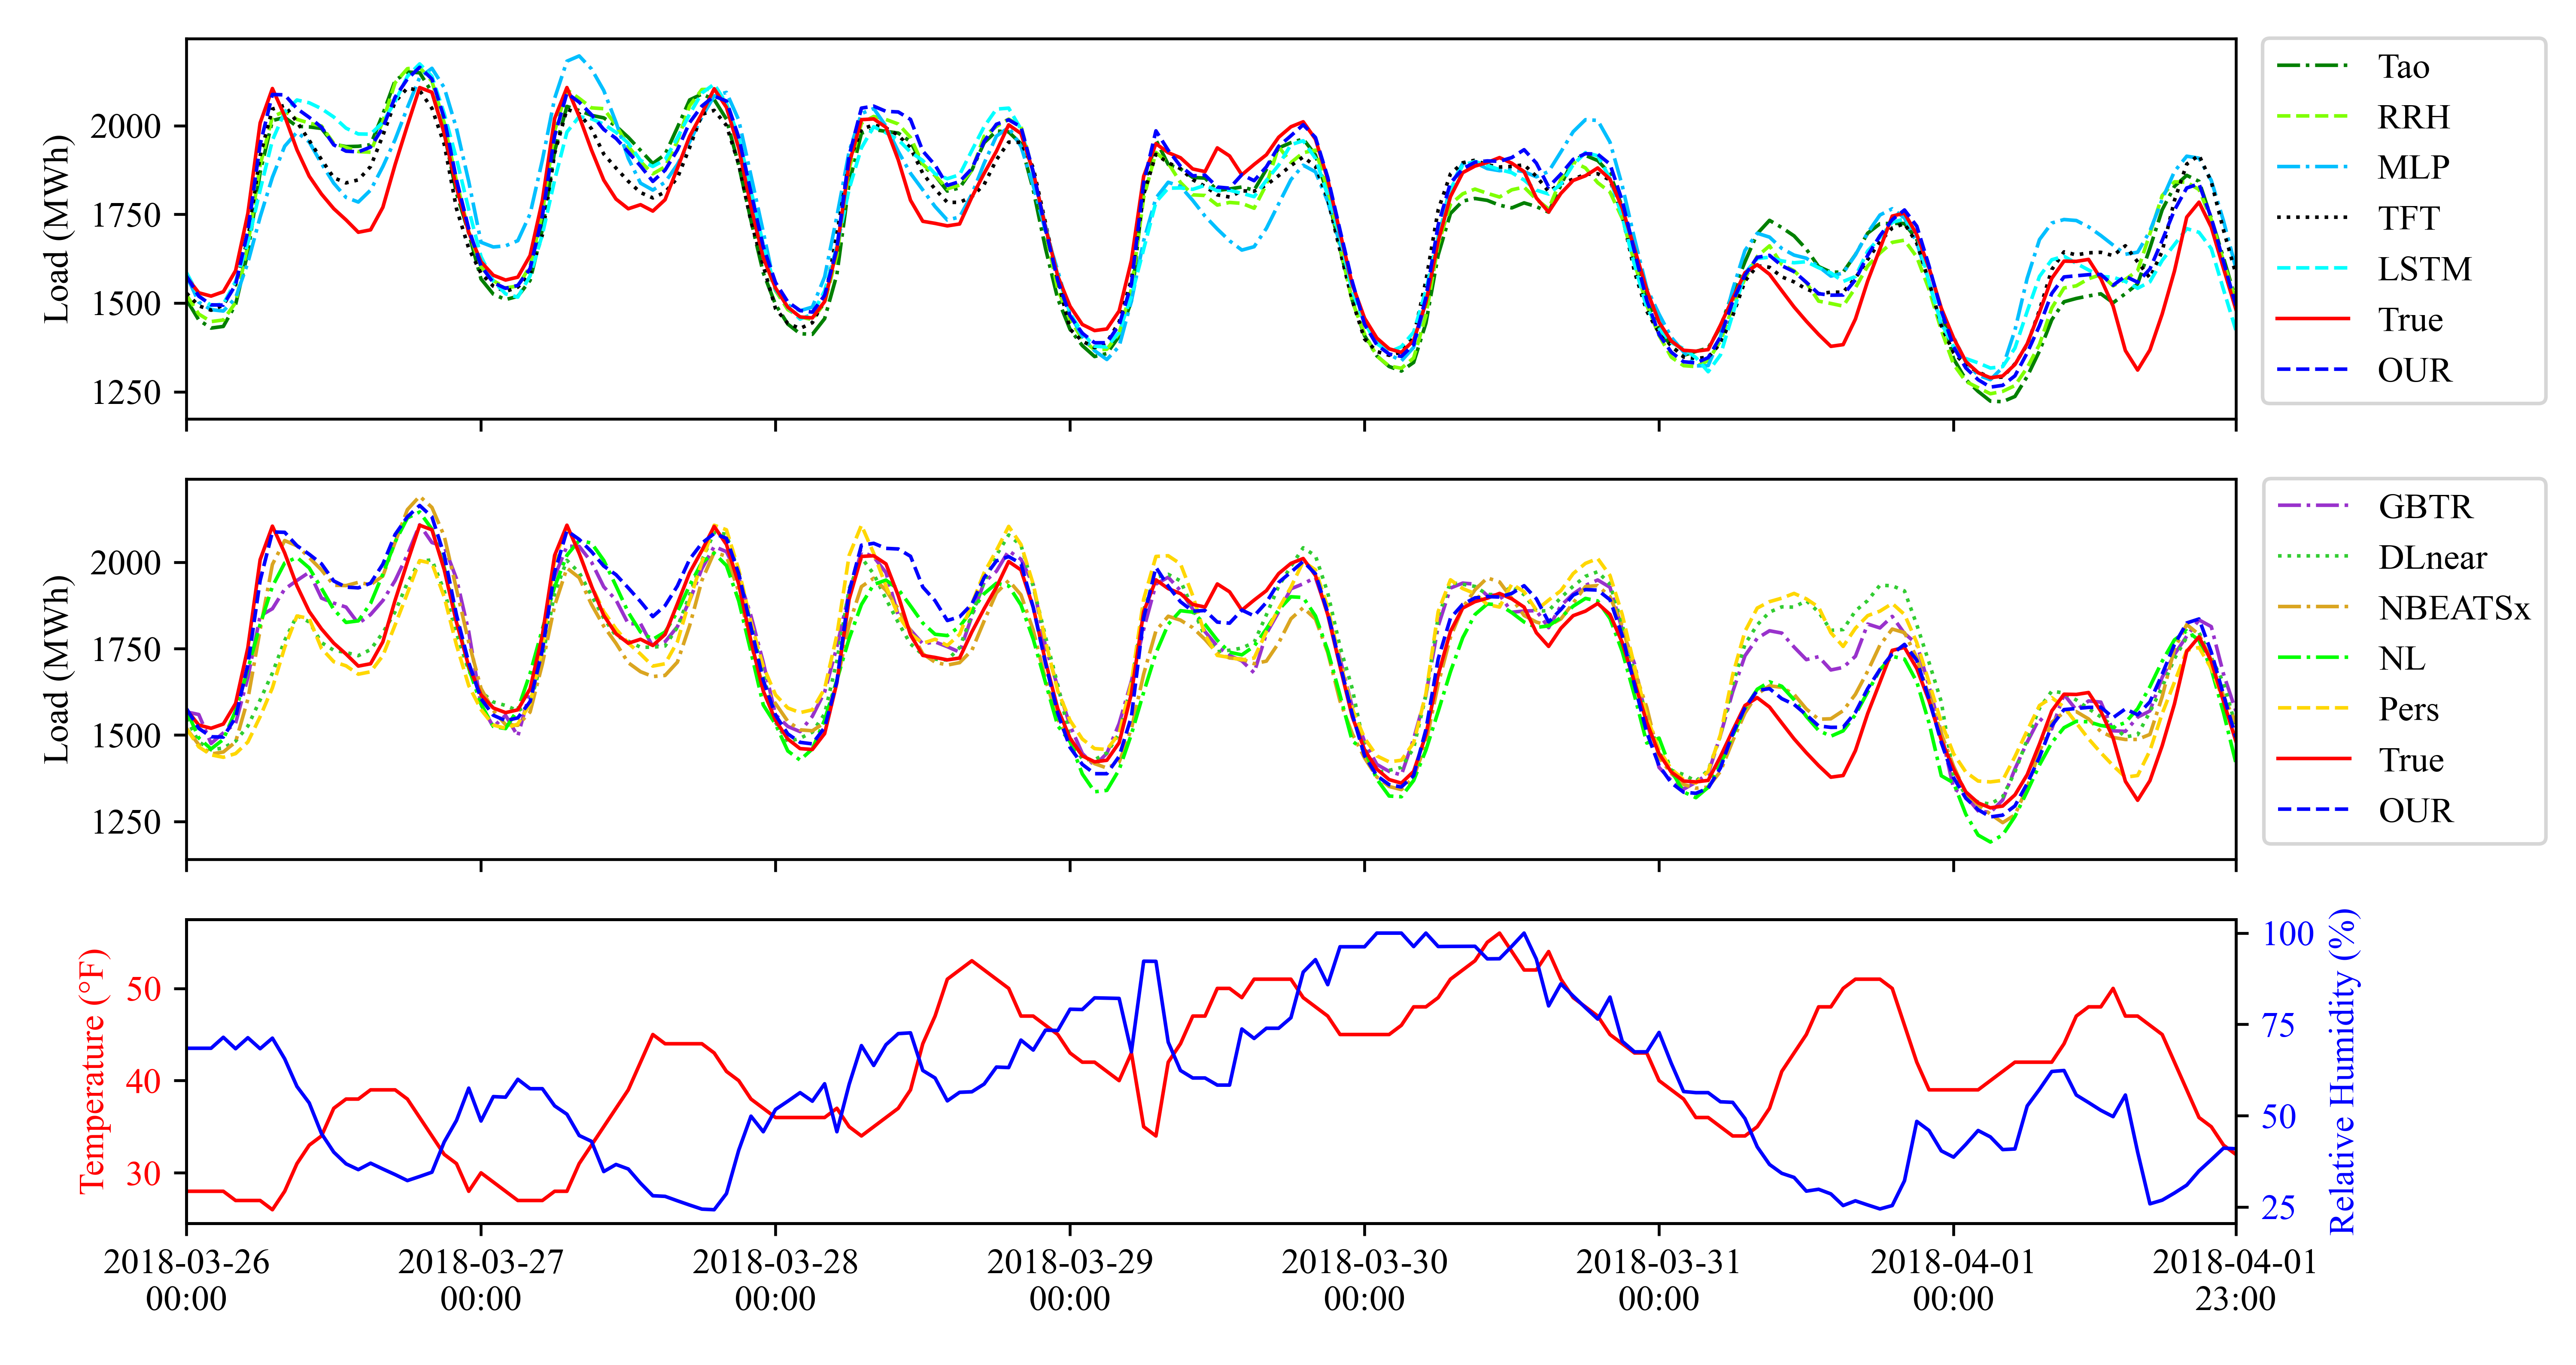 Load (MWh)
2000
1750
1500
1250
Tao
RRH
MLP
TFT
LSTM
True
OUR
Load (MWh)
2000
1750
1500
1250
GBTR
DLnear
NBEATSx
NL
Pers
True
OUR
Temperature (°F)
50
40
30
100
75
50
25
Relative Humidity (%)
2018-03-26 2018-03-27 2018-03-28 2018-03-29 2018-03-30 2018-03-31 2018-04-01 2018-04-01
00:00 00:00 00:00 00:00 00:00 00:00 00:00 23:00